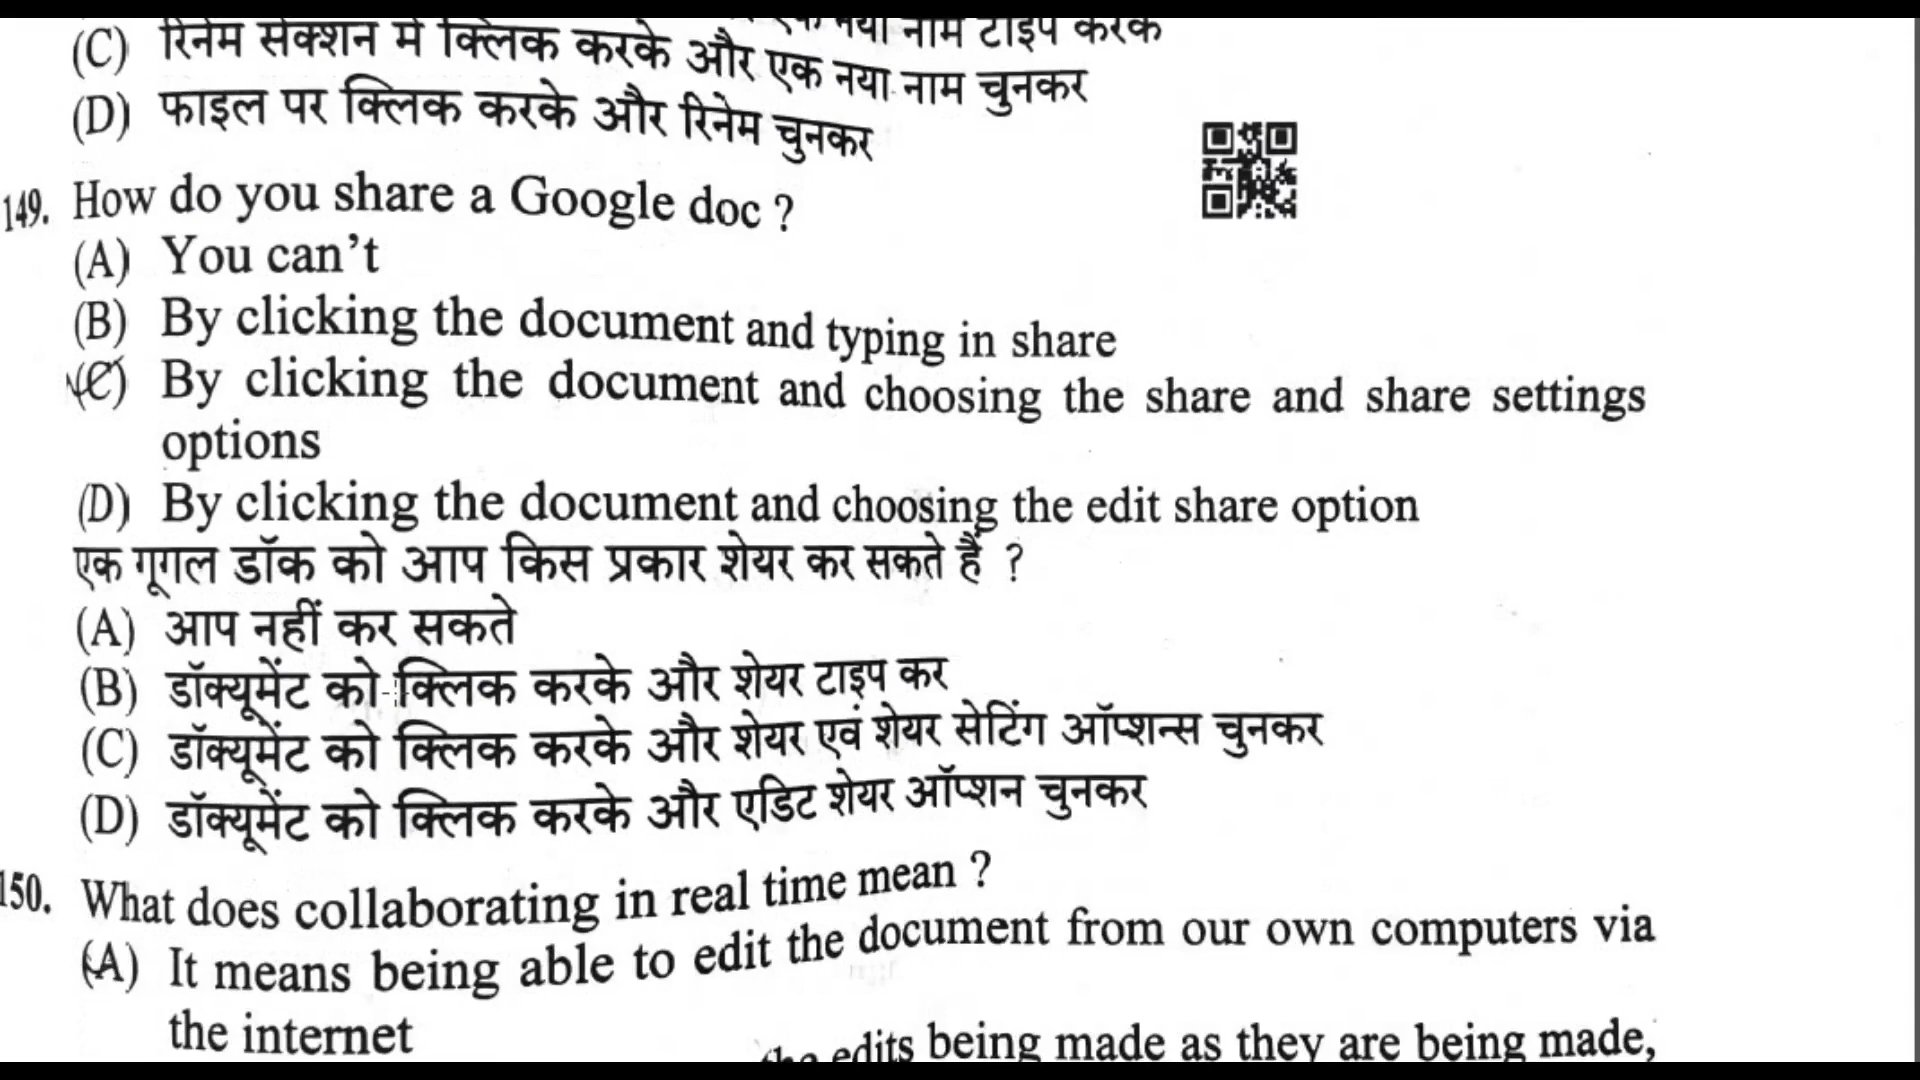 एक नया नाम टाइप करके
(C) रिनेम सेक्शन में क्लिक करके और एक नया नाम चुनकर
(D) फाइल पर क्लिक करके और रिनेम चुनकर
149. How do you share a Google doc ?
(A) You can't
(B) By clicking the document and typing in share
(C) By clicking the document and choosing the share and share settings
options
(D) By clicking the document and choosing the edit share option
एक गूगल डॉक को आप किस प्रकार शेयर कर सकते हैं ?
(A) आप नहीं कर सकते
(B) डॉक्यूमेंट को क्लिक करके और शेयर टाइप कर
(C) डॉक्यूमेंट को क्लिक करके और शेयर एवं शेयर सेटिंग ऑप्शन्स चुनकर
(D) डॉक्यूमेंट को क्लिक करके और एडिट शेयर ऑप्शन चुनकर
150. What does collaborating in real time mean ?
(A) It means being able to edit the document from our own computers via
the internet
the edits being made as they are being made,